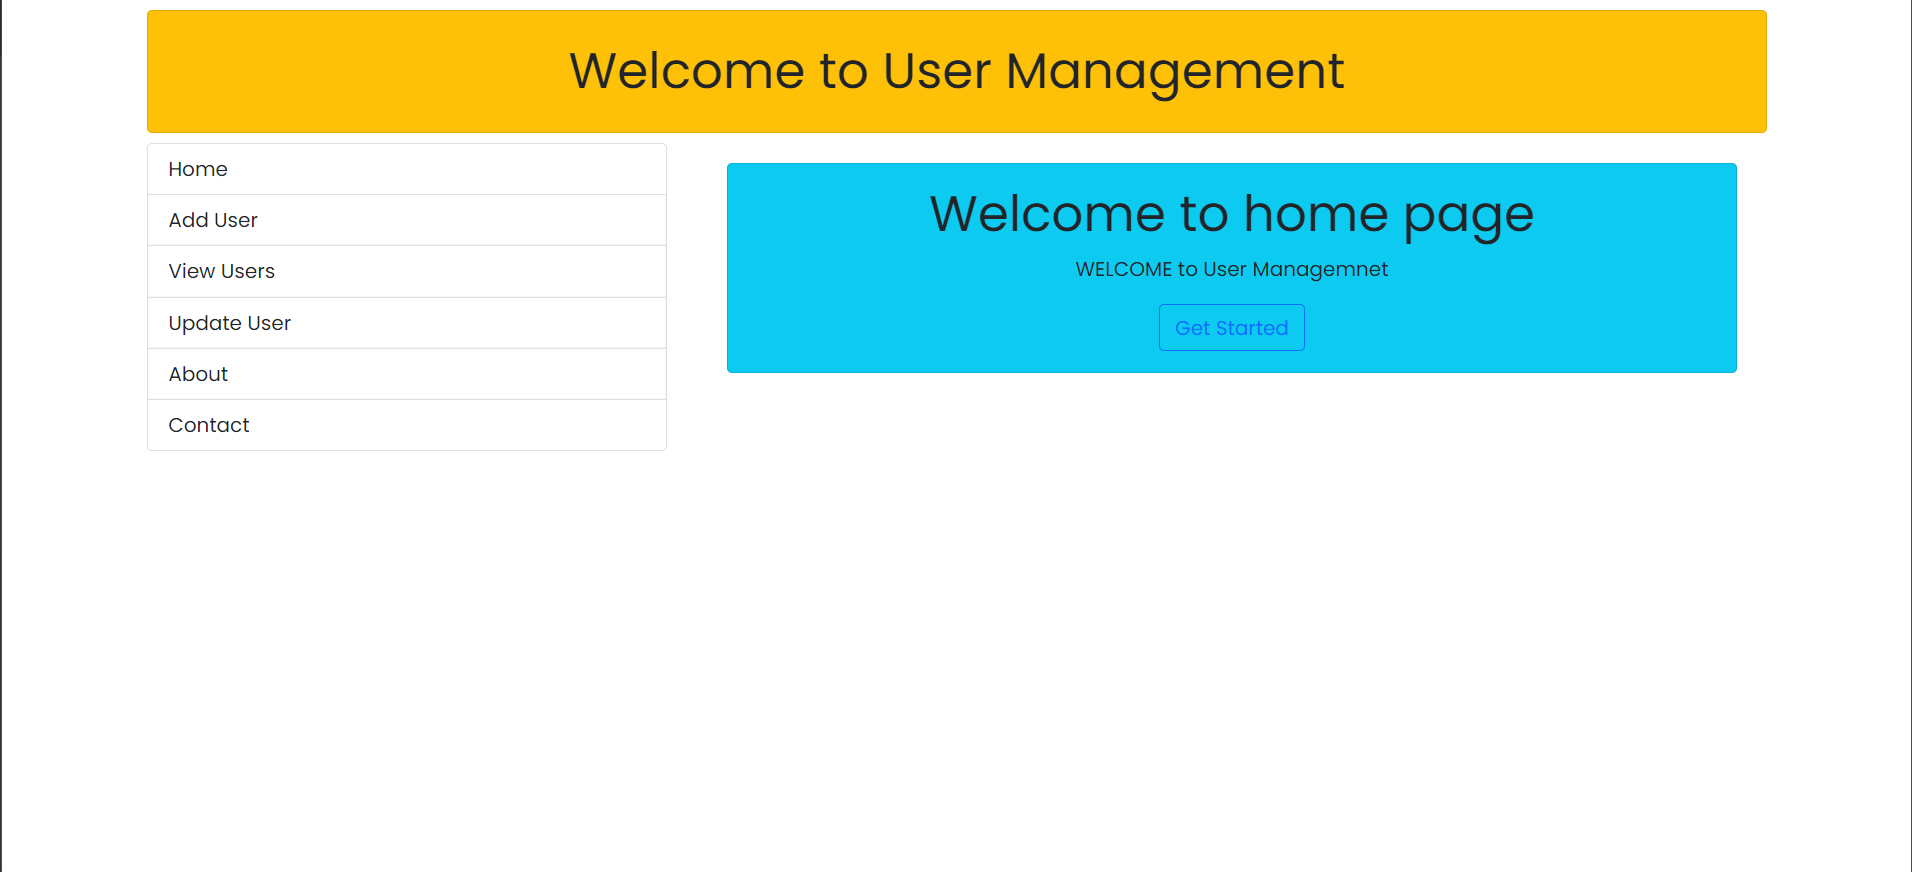 Welcome to User Management
Home
Add User
View Users
Update User
About
Contact
Welcome to home page
WELCOME to User Managemnet
Get Started